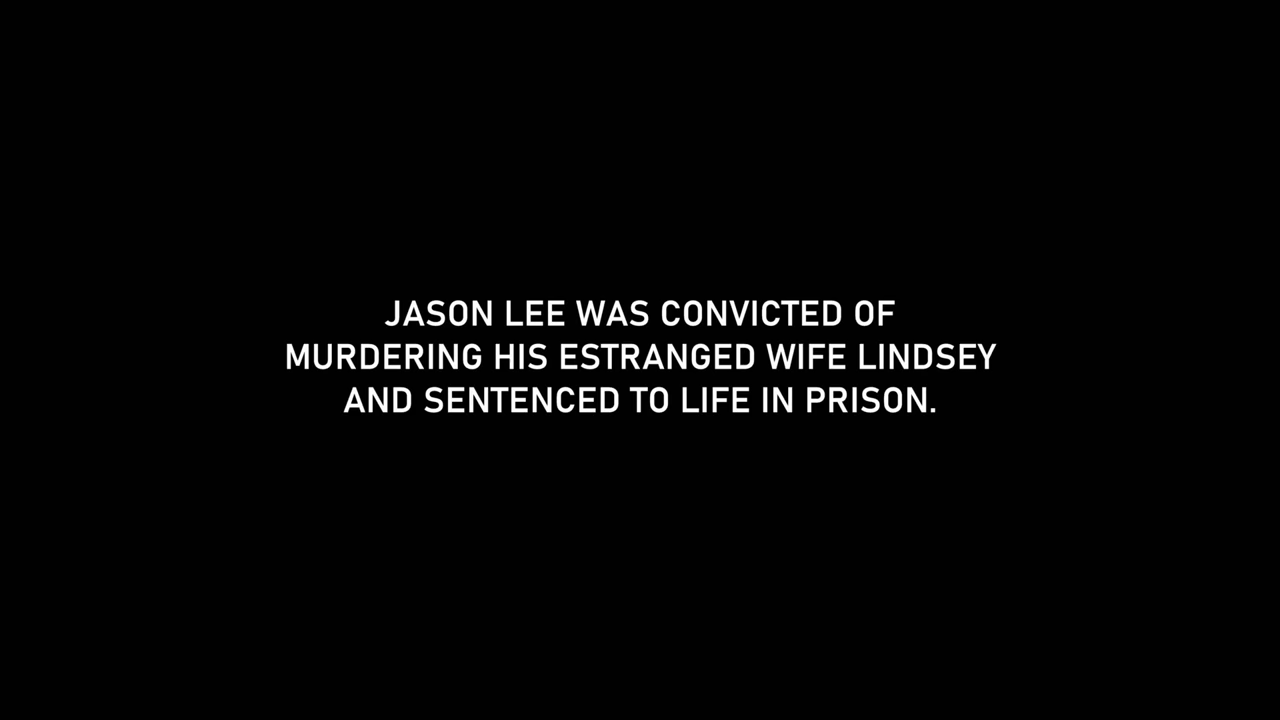 JASON LEE WAS CONVICTED OF
MURDERING HIS ESTRANGED WIFE LINDSEY
AND SENTENCED TO LIFE IN PRISON.